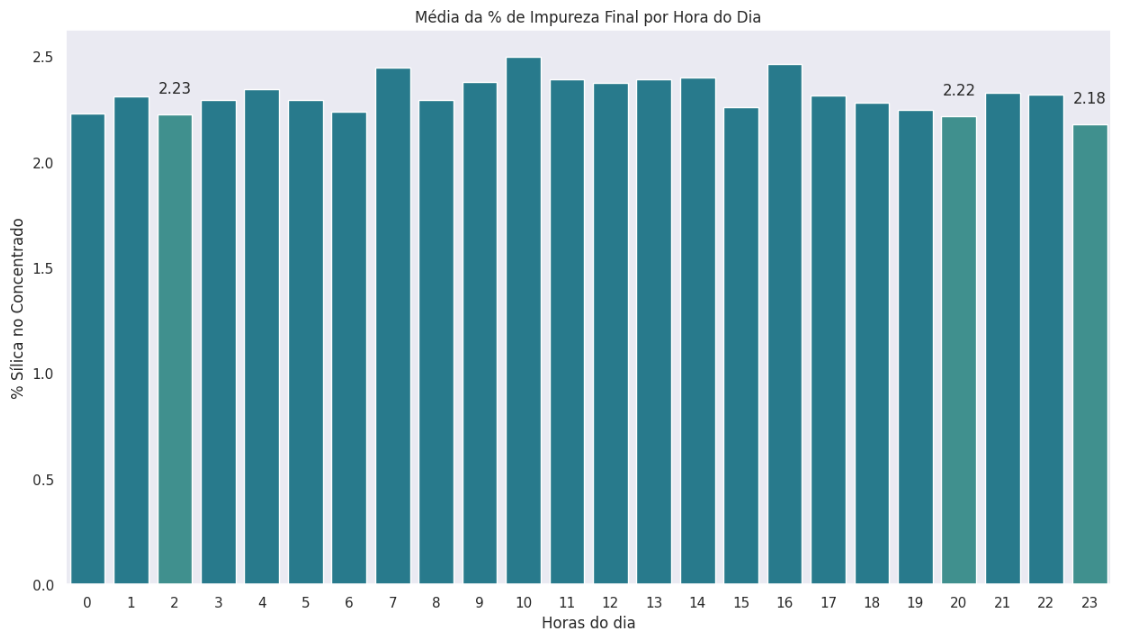 Média da % de Impureza Final por Hora do Dia
% Sílica no Concentrado
2.5
2.0
1.5
1.0
0.5
0.0
2.23
2.22
2.18
0 1 2 3 4 5 6 7 8 9 10 11 12 13 14 15 16 17 18 19 20 21 22 23
Horas do dia